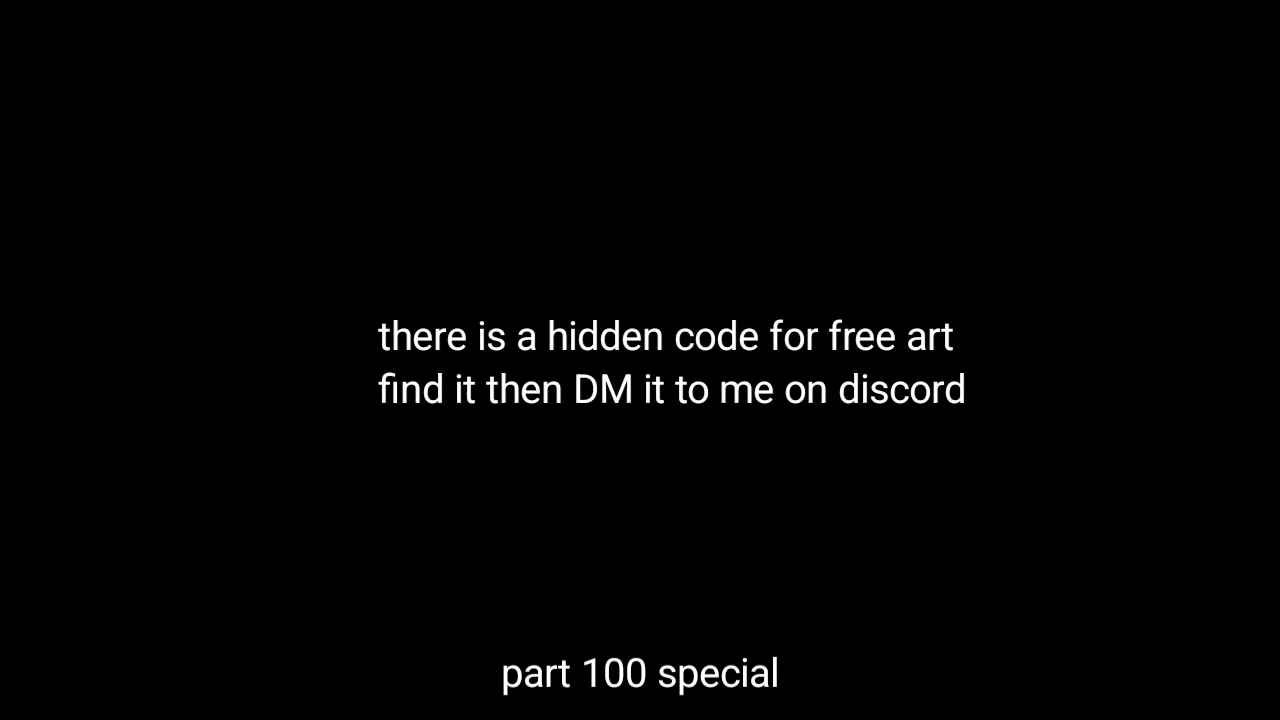 there is a hidden code for free art
find it then DM it to me on discord
part 100 special